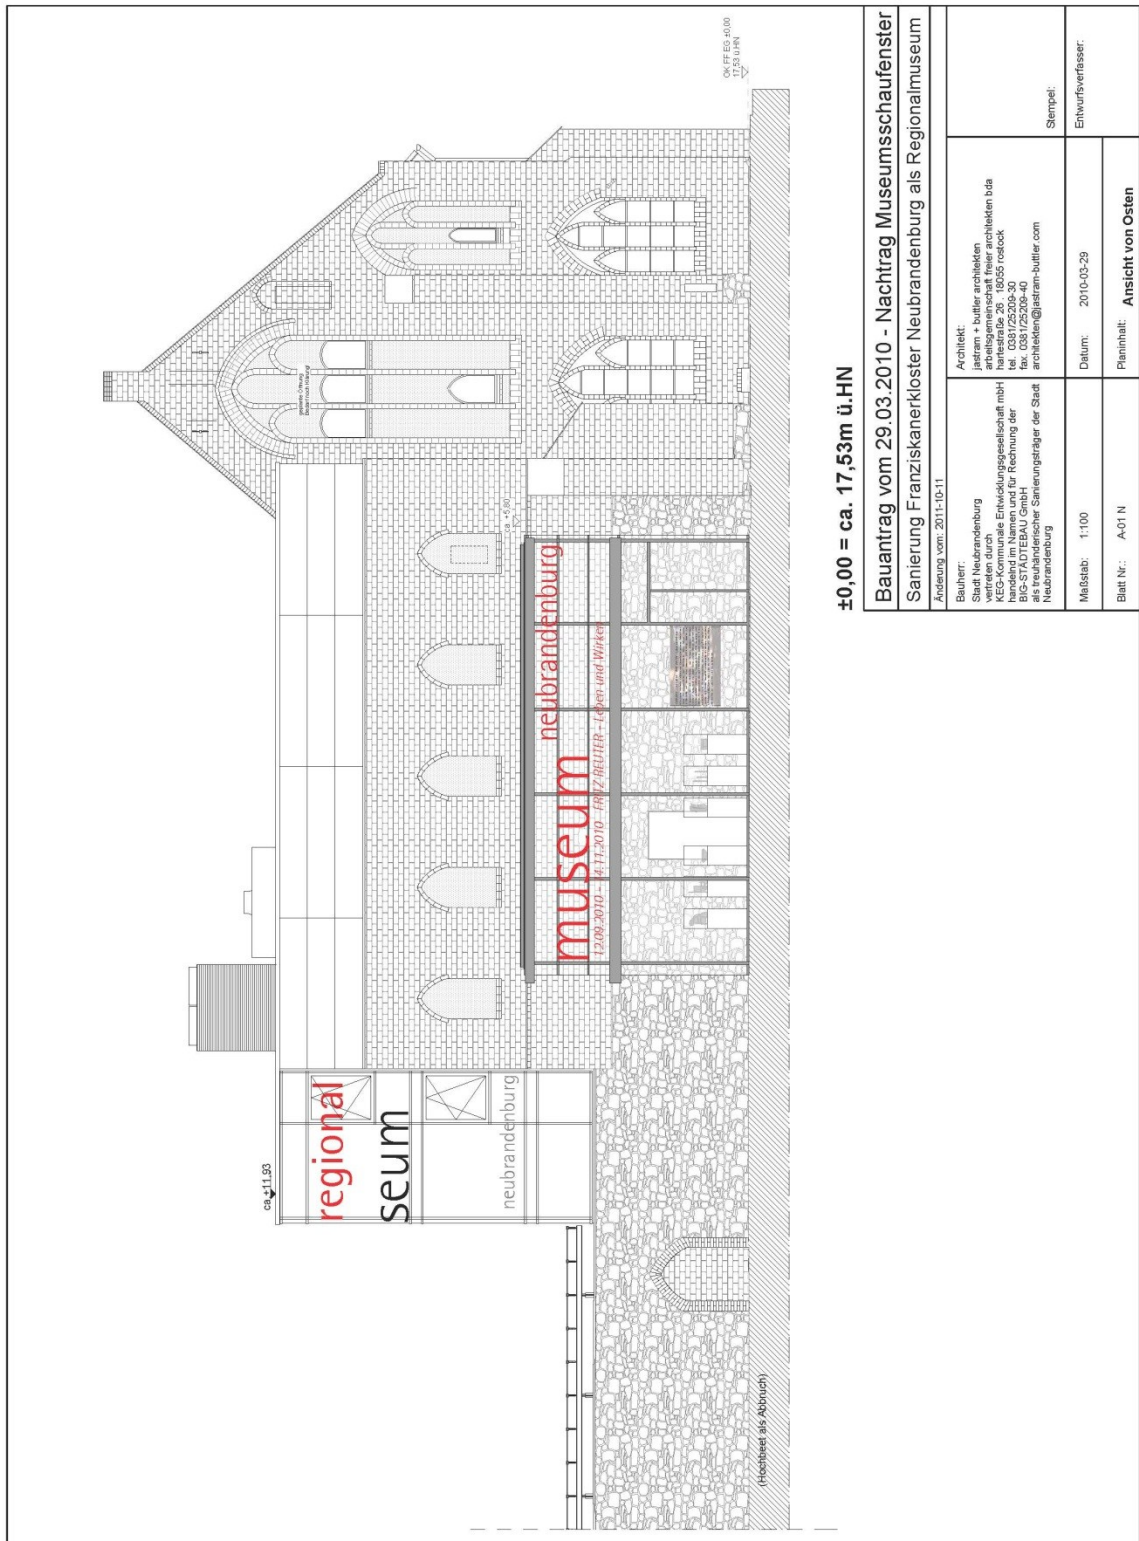 ca +11,93
regional
seum
neubrandenburg
(Hochbeet als Abbruch)
ca. +5,80
neubrandenburg
museum
12.09.2010 - 14.11.2010 FRITZ REUTER - Leben und Wirken
OK FF EG ±0,00
17,53 ü.HN
±0,00 = ca. 17,53m ü.HN
Bauantrag vom 29.03.2010 - Nachtrag Museumsschaufenster
Sanierung Franziskanerkloster Neubrandenburg als Regionalmuseum
Änderung vom: 2011-10-11
Bauherr:
Stadt Neubrandenburg
vertreten durch
KEG-Kommunale Entwicklungsgesellschaft mbH
handelnd im Namen und für Rechnung der
BIG-STÄDTEBAU GmbH
als treuhänderischer Sanierungsträger der Stadt
Neubrandenburg
Architekt:
jastram + buttler architekten
arbeitsgemeinschaft freier architekten bda
hartestraße 26 . 18055 rostock
tel. 0381/25209-30
fax. 0381/25209-40
architekten@jastram-buttler.com
Stempel:
Maßstab: 1:100
Datum: 2010-03-29
Entwurfsverfasser:
Blatt Nr.: A-01 N
Planinhalt: Ansicht von Osten